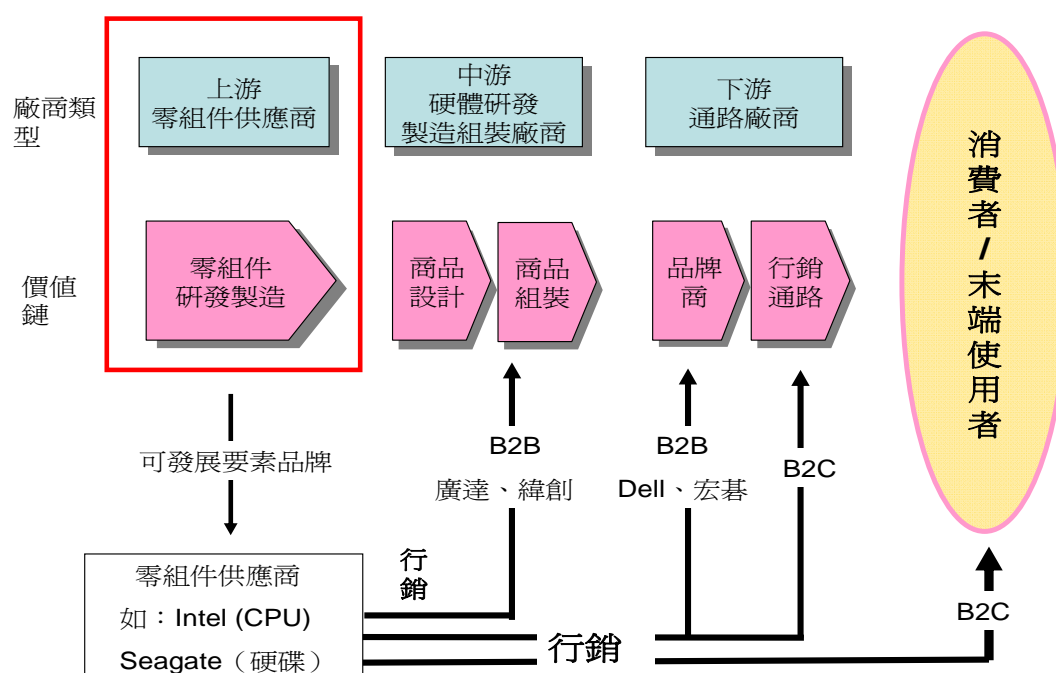 廠商類
型
上游
零組件供應商
中游
硬體研發
製造組裝廠商
下游
通路廠商
價值
鏈
零組件
研發製造
商品
設計
商品
組裝
品牌
商
行銷
通路
消費者/末端使用者
可發展要素品牌
B2B
廣達、緯創
B2B
Dell、宏碁
B2C
B2C
零組件供應商
如：Intel (CPU)
Seagate（硬碟）
行
銷
行銷